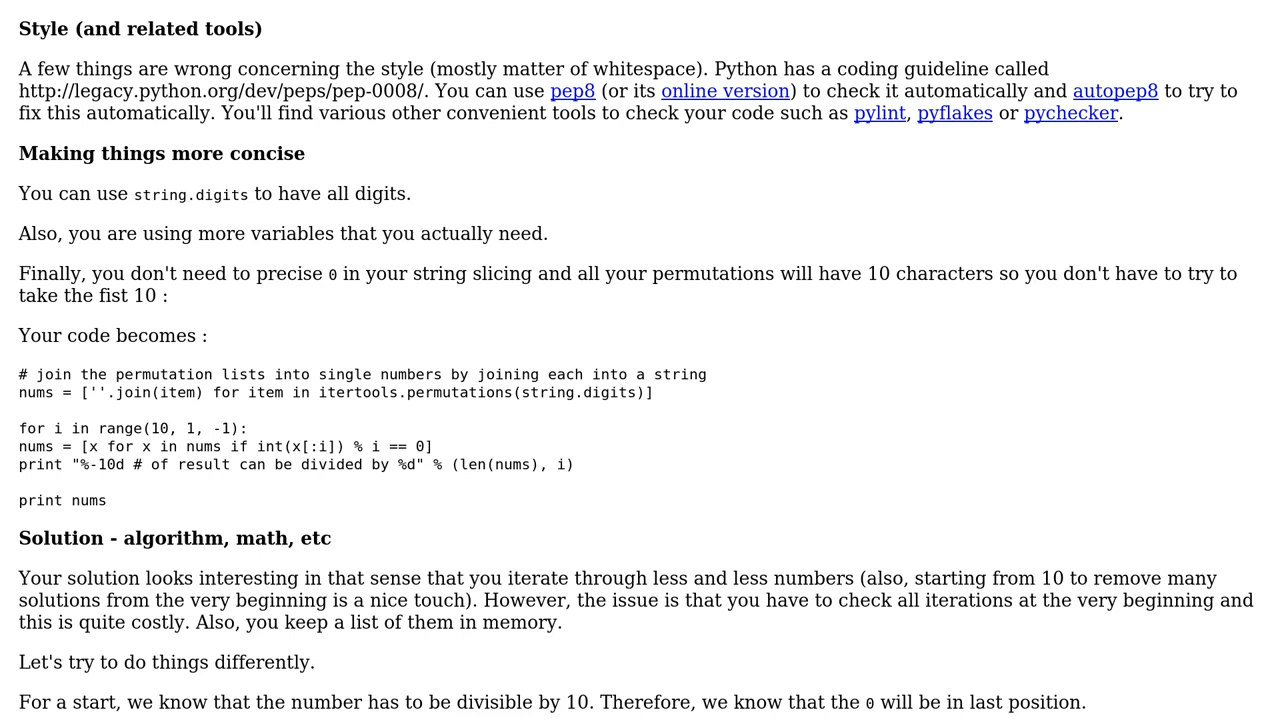 Style (and related tools)
A few things are wrong concerning the style (mostly matter of whitespace). Python has a coding guideline called
http://legacy.python.org/dev/peps/pep-0008/. You can use pep8 (or its online version) to check it automatically and autopep8 to try to
fix this automatically. You'll find various other convenient tools to check your code such as pylint, pyflakes or pychecker.
Making things more concise
You can use string.digits to have all digits.
Also, you are using more variables that you actually need.
Finally, you don't need to precise 0 in your string slicing and all your permutations will have 10 characters so you don't have to try to
take the fist 10 :
Your code becomes :
# join the permutation lists into single numbers by joining each into a string
nums = [''.join(item) for item in itertools.permutations(string.digits)]
for i in range(10, 1, -1):
nums = [x for x in nums if int(x[:i]) % i == 0]
print "%-10d # of result can be divided by %d" % (len(nums), i)
print nums
Solution - algorithm, math, etc
Your solution looks interesting in that sense that you iterate through less and less numbers (also, starting from 10 to remove many
solutions from the very beginning is a nice touch). However, the issue is that you have to check all iterations at the very beginning and
this is quite costly. Also, you keep a list of them in memory.
Let's try to do things differently.
For a start, we know that the number has to be divisible by 10. Therefore, we know that the 0 will be in last position.